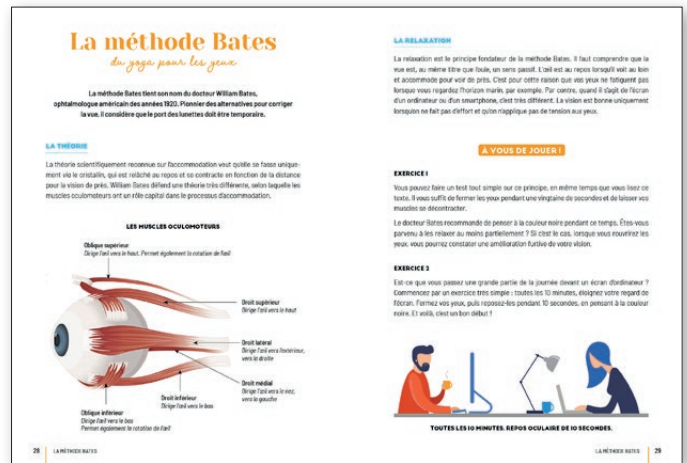 La méthode Bates
du yoga pour les yeux
La méthode Bates tient son nom du docteur William Bates,
ophtalmologue américain des années 1920. Pionnier des alternatives pour corriger
la vue, il considère que le port des lunettes doit être temporaire.
LA THÉORIE
La théorie scientifiquement reconnue sur l'accommodation veut qu'elle se fasse unique-
ment via le cristallin, qui est relâché au repos et se contracte en fonction de la distance
pour la vision de près. William Bates défend une théorie très différente, selon laquelle les
muscles oculomoteurs ont un rôle capital dans le processus d'accommodation.
LES MUSCLES OCULOMOTEURS
Oblique supérieur
Dirige l'œil vers le haut. Permet également la rotation de l'œil
Droit supérieur
Dirige l'œil vers le haut
Droit latéral
Dirige l'œil vers l'extérieur,
vers la droite
Droit médial
Dirige l'œil vers le nez,
vers la gauche
Droit inférieur
Dirige l'œil vers le bas
Oblique inférieur
Dirige l'œil vers le bas
Permet également la rotation de l'œil
28 LA MÉTHODE BATES
LA RELAXATION
La relaxation est le principe fondateur de la méthode Bates. Il faut comprendre que la
vue est, au même titre que l'ouïe, un sens passif. L'œil est au repos lorsqu'il voit au loin
et accommode pour voir de près. C'est pour cette raison que vos yeux ne fatiguent pas
lorsque vous regardez l'horizon marin, par exemple. Par contre, quand il s'agit de l'écran
d'un ordinateur ou d'un smartphone, c'est très différent. La vision est bonne uniquement
lorsqu'on ne fait pas d'effort et qu'on n'applique pas de tension aux yeux.
À VOUS DE JOUER !
EXERCICE 1
Vous pouvez faire un test tout simple sur ce principe, en même temps que vous lisez ce
texte. Il vous suffit de fermer les yeux pendant une vingtaine de secondes et de laisser vos
muscles se décontracter.
Le docteur Bates recommande de penser à la couleur noire pendant ce temps. Êtes-vous
parvenu à les relaxer au moins partiellement ? Si c'est le cas, lorsque vous rouvrirez les
yeux, vous pourrez constater une amélioration furtive de votre vision.
EXERCICE 2
Est-ce que vous passez une grande partie de la journée devant un écran d'ordinateur ?
Commencez par un exercice très simple : toutes les 10 minutes, éloignez votre regard de
l'écran. Fermez vos yeux, puis reposez-les pendant 10 secondes, en pensant à la couleur
noire. Et voilà, c'est un bon début !
TOUTES LES 10 MINUTES, REPOS OCULAIRE DE 10 SECONDES.
LA MÉTHODE BATES 29